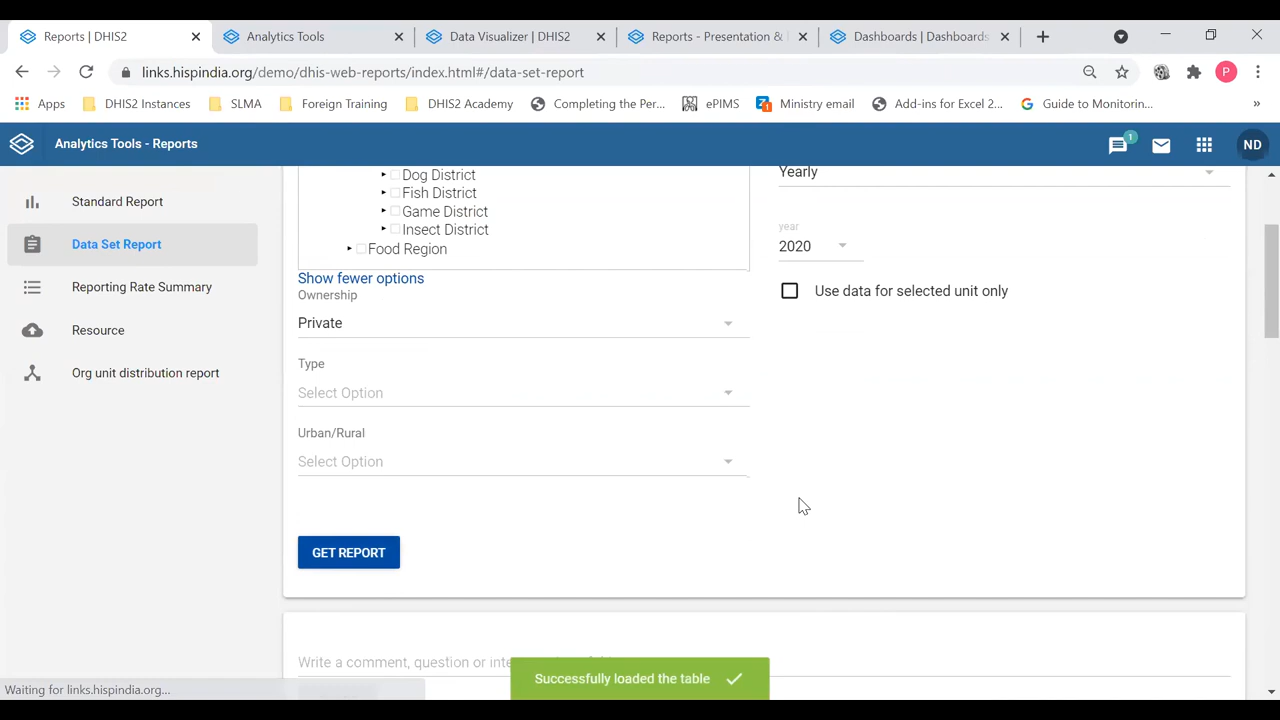 Reports | DHIS2
Analytics Tools
Data Visualizer | DHIS2
Reports - Presentation &
Dashboards | Dashboards
links.hispindia.org/demo/dhis-web-reports/index.html#/data-set-report
P
Apps
DHIS2 Instances
SLMA
Foreign Training
DHIS2 Academy
Completing the Per...
ePIMS
Ministry email
Add-ins for Excel 2...
Guide to Monitorin...
»
Analytics Tools - Reports
1
ND
Standard Report
Data Set Report
Reporting Rate Summary
Resource
Org unit distribution report
Dog District
Fish District
Game District
Insect District
Food Region
Show fewer options
Ownership
Private
Type
Select Option
Urban/Rural
Select Option
Yearly
year
2020
Use data for selected unit only
GET REPORT
Write a comment, question or inte
Successfully loaded the table
Waiting for links.hispindia.org...